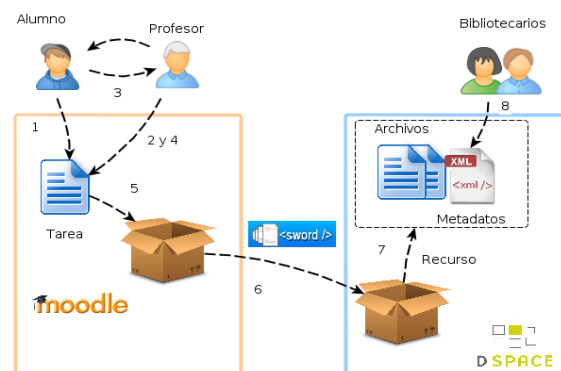 Alumno
Profesor
Bibliotecarios
3
8
1
2 y 4
Archivos
XML
<xml />
5
Tarea
Metadatos
<sword />
7
Recurso
6
moodle
DSPACE